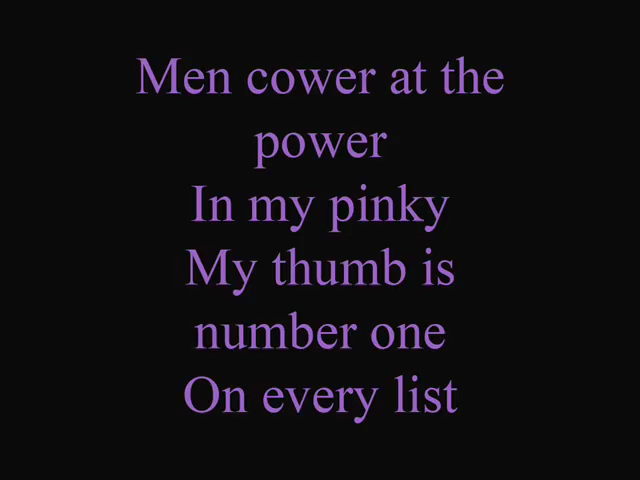 Men cower at the
power
In my pinky
My thumb is
number one
On every list